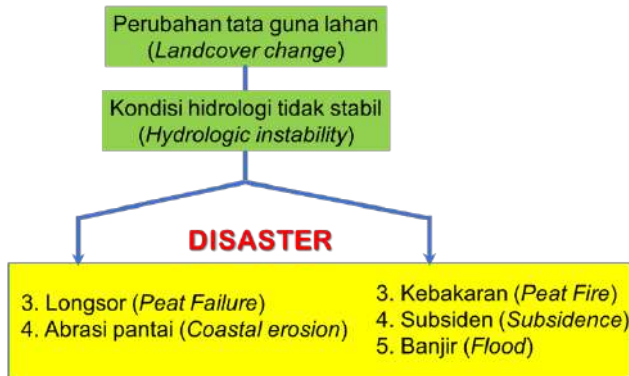 Perubahan tata guna lahan
(Landcover change)
Kondisi hidrologi tidak stabil
(Hydrologic instability)
DISASTER
3. Longsor (Peat Failure)
4. Abrasi pantai (Coastal erosion)
3. Kebakaran (Peat Fire)
4. Subsiden (Subsidence)
5. Banjir (Flood)